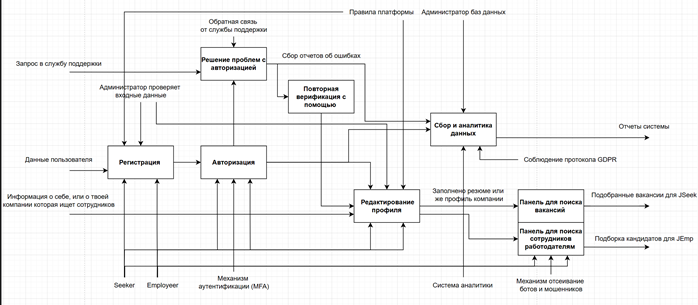 Правила платформы
Администратор баз данных
Обратная связь
от службы поддержки
Запрос в службу поддержки
Решение проблем с
авторизацией
Сбор отчетов об ошибках
Администратор проверяет
входные данные
Повторная
верификация с
помощью
Сбор и аналитика
данных
Отчеты системы
Данные пользователя
Регистрация
Авторизация
Соблюдение протокола GDPR
Информация о себе, или о твоей
компании которая ищет сотрудников
Редактирование
профиля
Заполнено резюме или
же профиль компании
Панель для поиска
вакансий
Подобранные вакансии для JSeek
Панель для поиска
сотрудников
работодателям
Подборка кандидатов для JEmp
Seeker
Employeer
Механизм
аутентификации (MFA)
Система аналитики
Механизм отсеивание
ботов и мошенников